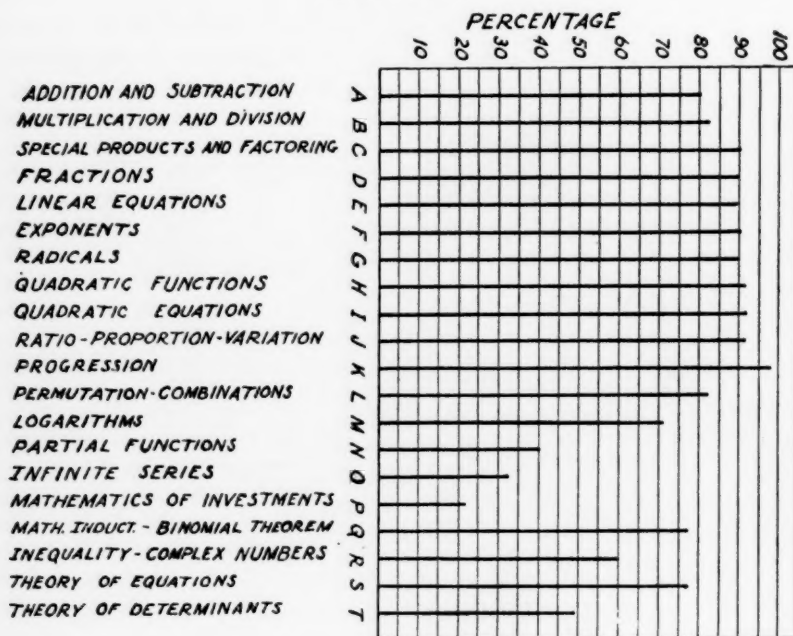 PERCENTAGE
10 20 30 40 50 60 70 80 90 100
ADDITION AND SUBTRACTION A
MULTIPLICATION AND DIVISION B
SPECIAL PRODUCTS AND FACTORING C
FRACTIONS D
LINEAR EQUATIONS E
EXPONENTS F
RADICALS G
QUADRATIC FUNCTIONS H
QUADRATIC EQUATIONS I
RATIO-PROPORTION-VARIATION J
PROGRESSION K
PERMUTATION-COMBINATIONS L
LOGARITHMS M
PARTIAL FUNCTIONS N
INFINITE SERIES O
MATHEMATICS OF INVESTMENTS P
MATH. INDUCT. - BINOMIAL THEOREM Q
INEQUALITY-COMPLEX NUMBERS R
THEORY OF EQUATIONS S
THEORY OF DETERMINANTS T